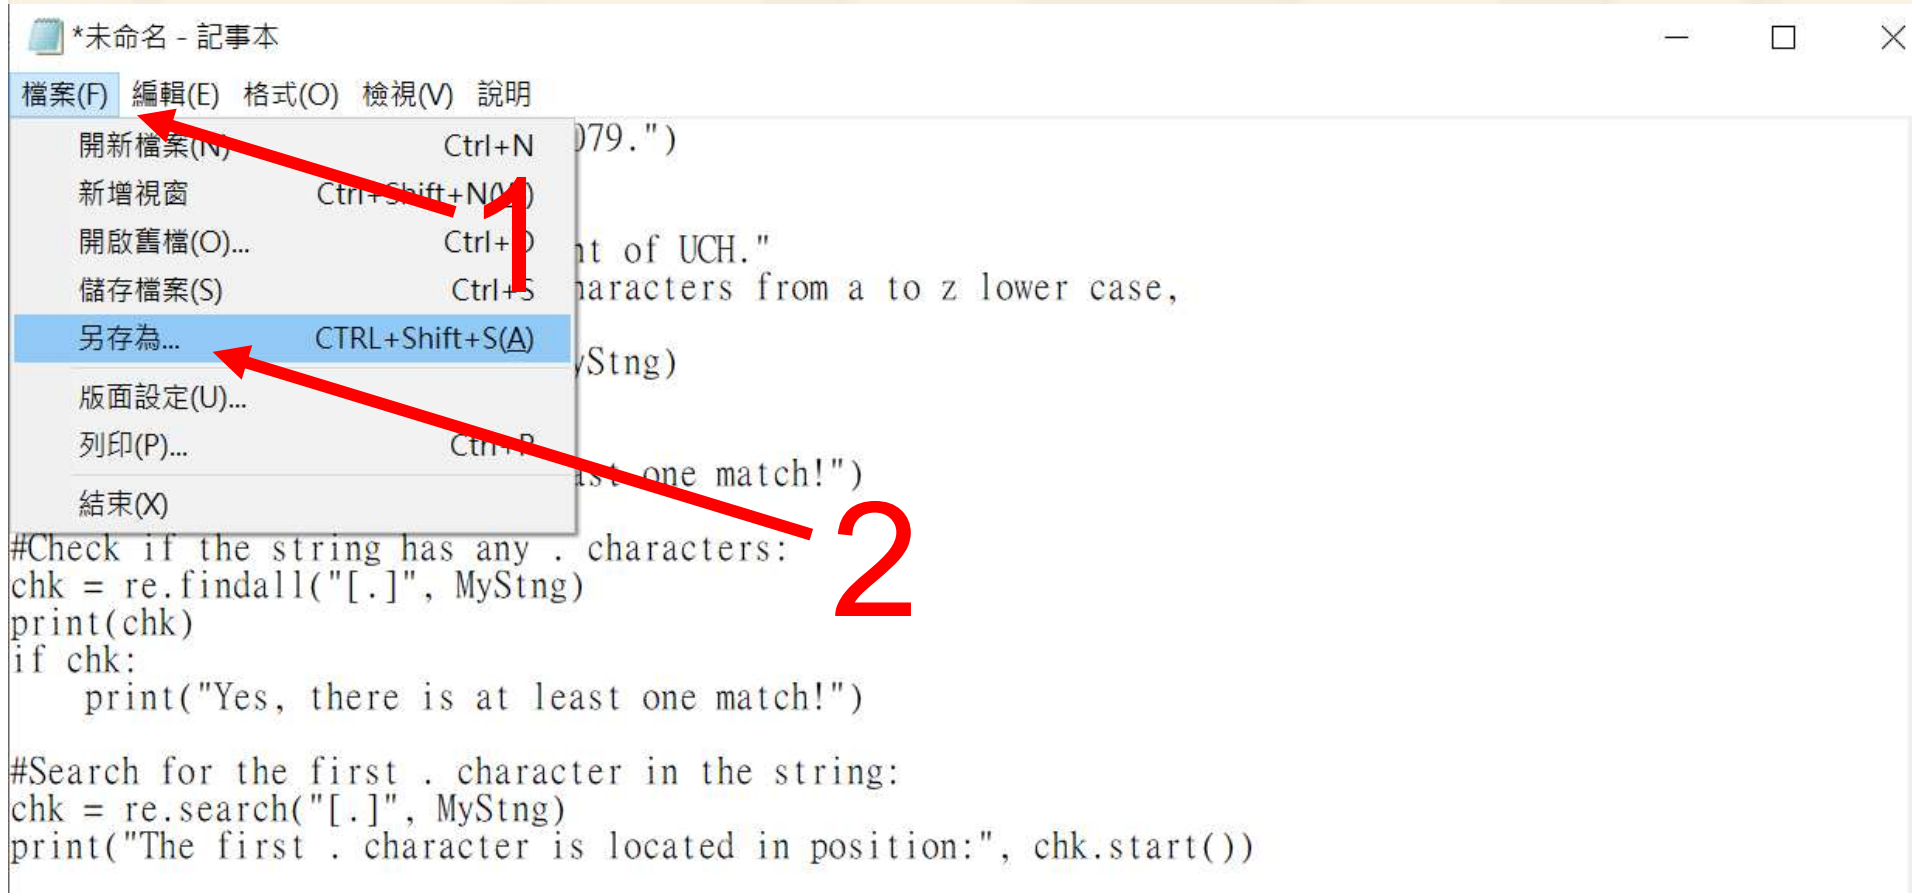 *未命名 - 記事本
檔案(F) 編輯(E) 格式(O) 檢視(V) 說明
開新檔案(N) Ctrl+N
新增視窗 Ctrl+Shift+N(W)
開啟舊檔(O)... Ctrl+O
儲存檔案(S) Ctrl+S
另存為... CTRL+Shift+S(A)
版面設定(U)...
列印(P)... Ctrl+P
結束(X)
1
2
079.")
of UCH."
from a to z lower case,
one match!")
#Check if the string has any . characters:
chk = re.findall("[.]", MyStng)
print(chk)
if chk:
    print("Yes, there is at least one match!")
#Search for the first . character in the string:
chk = re.search("[.]", MyStng)
print("The first . character is located in position:", chk.start())